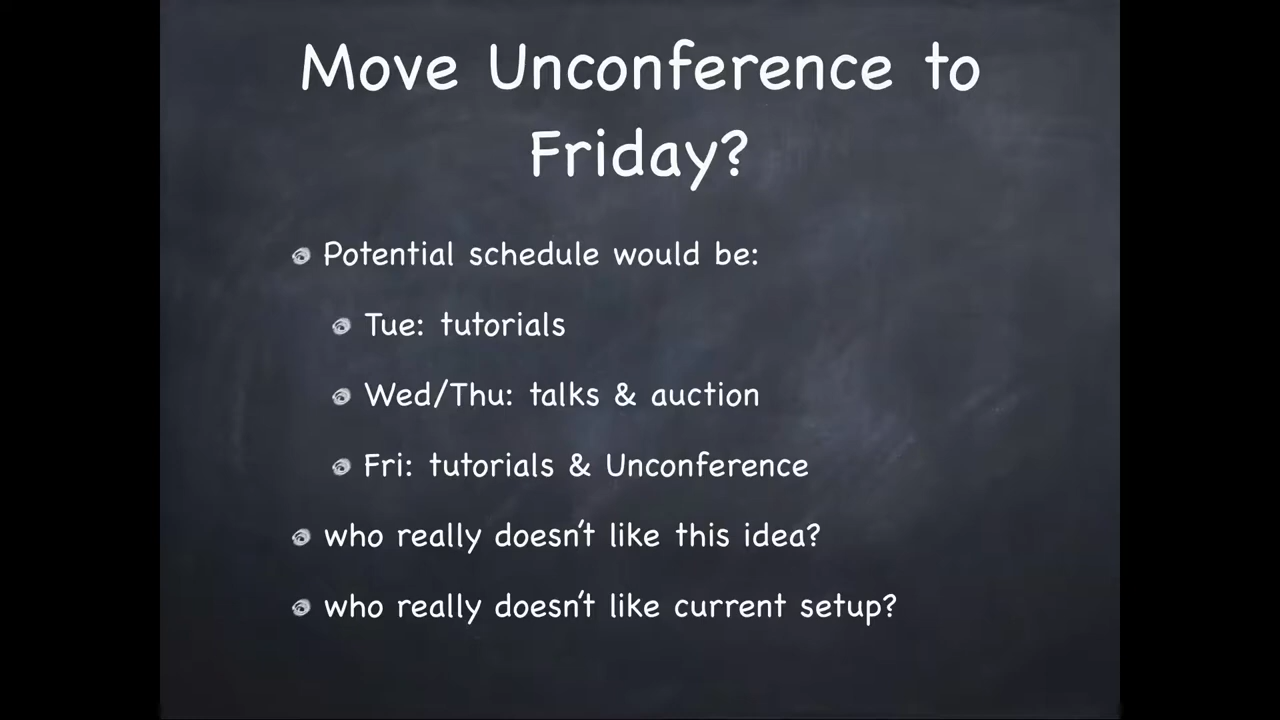 Move Unconference to
Friday?
Potential schedule would be:
Tue: tutorials
Wed/Thu: talks & auction
Fri: tutorials & Unconference
who really doesn't like this idea?
who really doesn't like current setup?